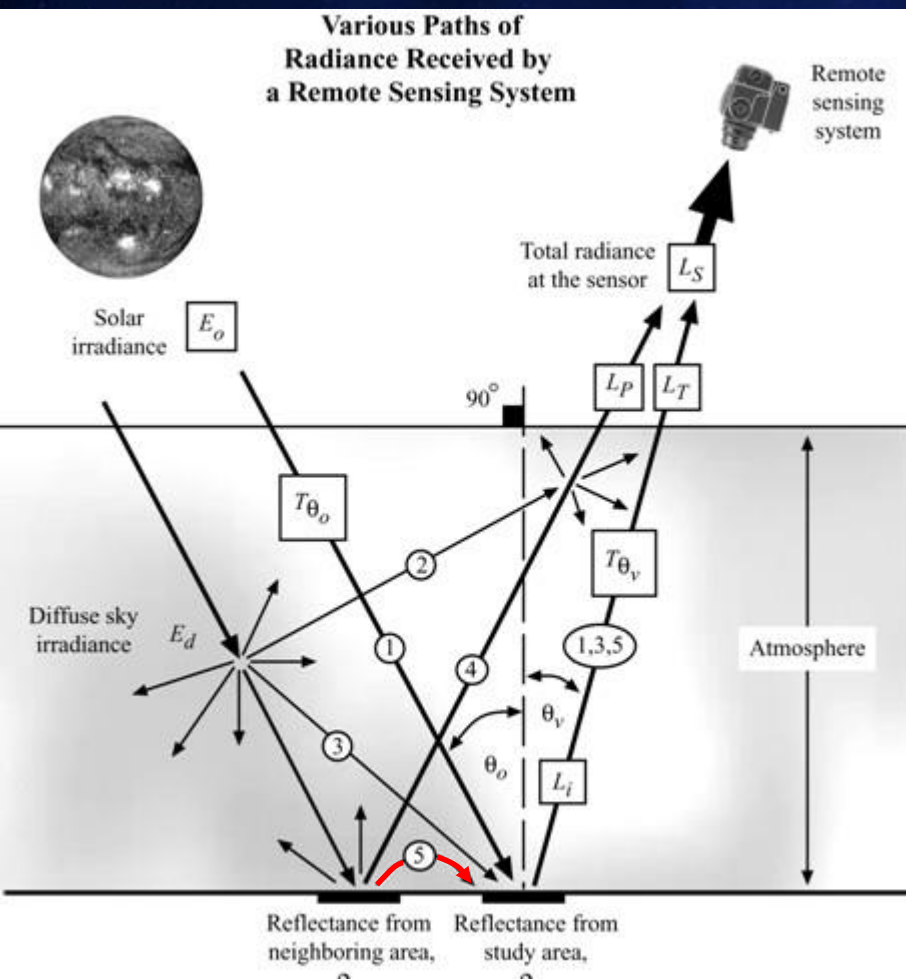 Various Paths of
Radiance Received by
a Remote Sensing System
Remote
sensing
system
Total radiance
at the sensor
L_S
Solar
irradiance
E_o
90°
L_P
L_T
T_θ_o
T_θ_v
2
Diffuse sky
irradiance
E_d
1
1,3,5
Atmosphere
4
θ_v
3
θ_o
L_i
5
Reflectance from
neighboring area,
Reflectance from
study area,